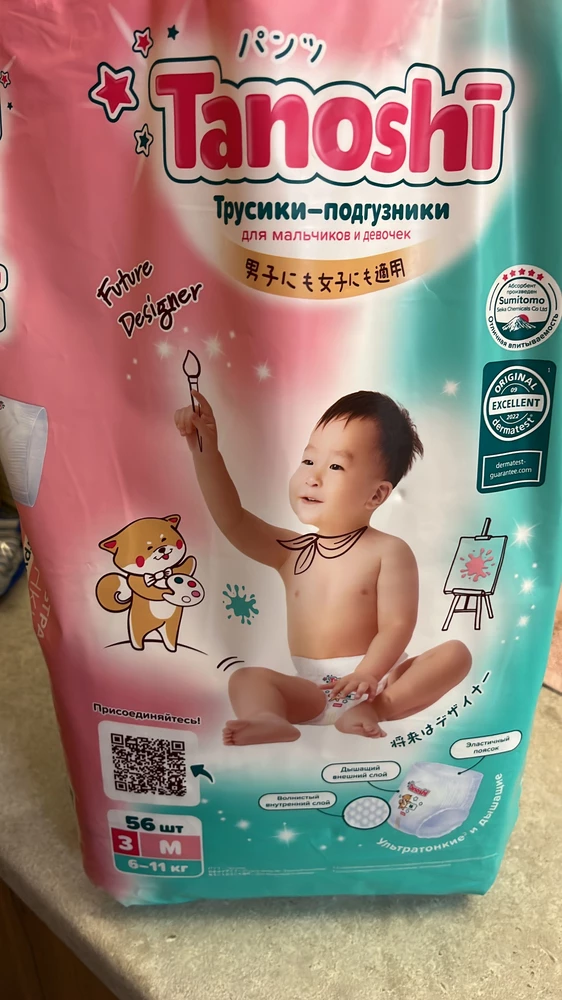 パンツ
Tanoshi
Трусики-подгузники
для мальчиков и девочек
男子にも女子にも適用
Future
Designer
Абсорбент
произведен
Sumitomo
Seika Chemicals Co Ltd
Отличная впитываемость
ORIGINAL
09
EXCELLENT
2022
dermatest
dermatest-
guarantee.com
将来はデザイナー
Присоединяйтесь!
Эластичный
поясок
Дышащий
внешний слой
Волнистый
внутренний слой
Tanoshi
Ультратонкие и дышащие
56 шт
3 M
6-11 кг